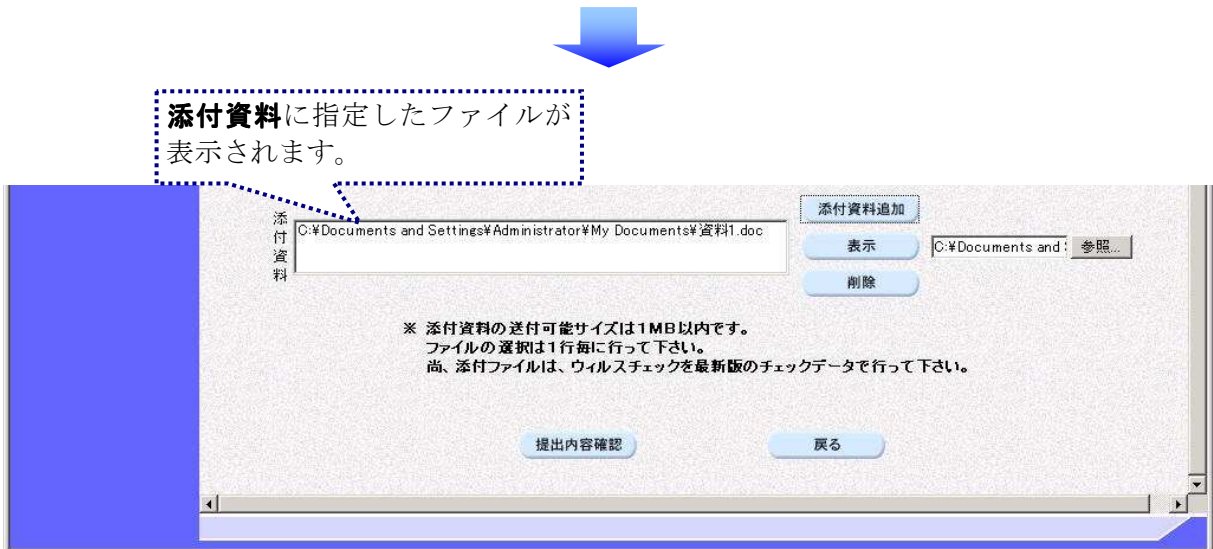 添付資料に指定したファイルが
表示されます。
添付資料
C:¥Documents and Settings¥Administrator¥My Documents¥資料1.doc
添付資料追加
表示
C:¥Documents and
参照...
削除
※ 添付資料の送付可能サイズは1MB以内です。
ファイルの選択は1行毎に行って下さい。
尚、添付ファイルは、ウィルスチェックを最新版のチェックデータで行って下さい。
提出内容確認
戻る